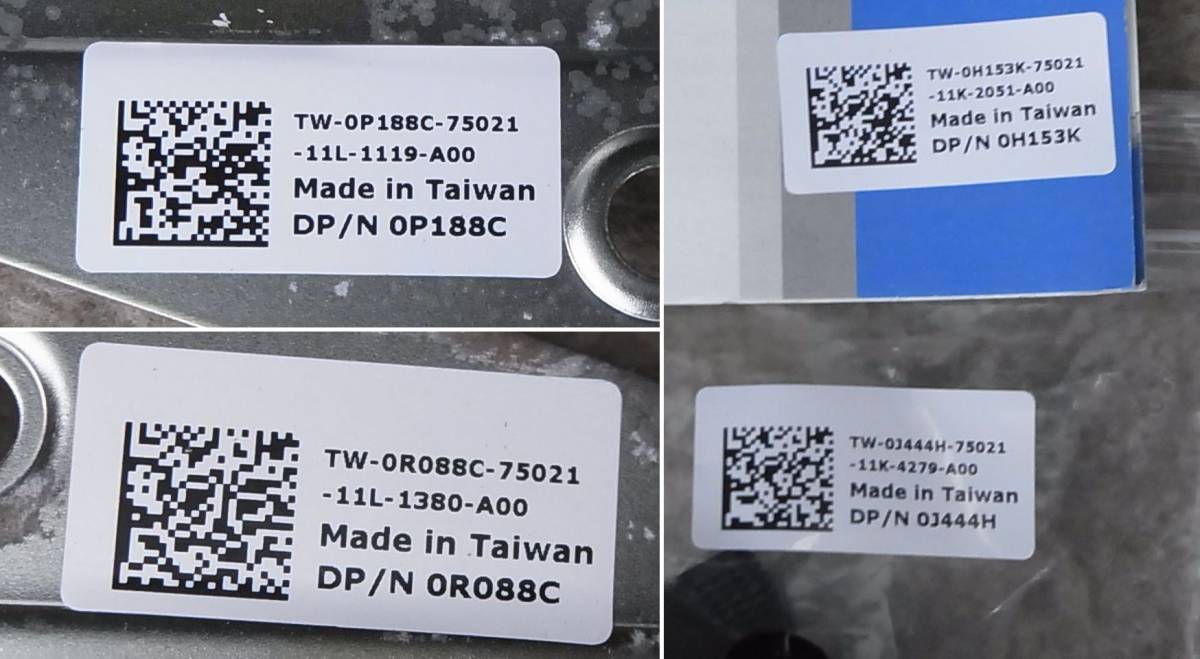 TW-0P188C-75021
-11L-1119-A00
Made in Taiwan
DP/N 0P188C
TW-0H153K-75021
-11K-2051-A00
Made in Taiwan
DP/N 0H153K
TW-0R088C-75021
-11L-1380-A00
Made in Taiwan
DP/N 0R088C
TW-0J444H-75021
-11K-4279-A00
Made in Taiwan
DP/N 0J444H